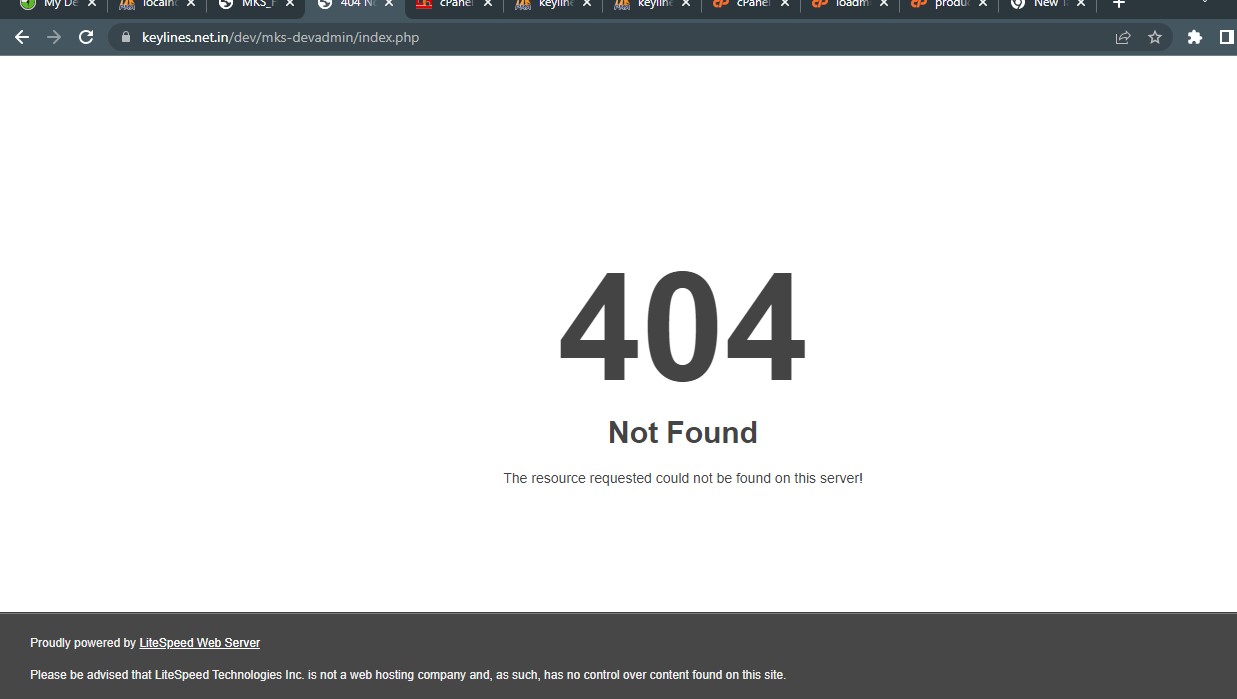 My De
localh
MKS_
404 N
cPanel
keyline
keyline
cPanel
loadm
produ
New
keylines.net.in/dev/mks-devadmin/index.php
404
Not Found
The resource requested could not be found on this server!
Proudly powered by LiteSpeed Web Server
Please be advised that LiteSpeed Technologies Inc. is not a web hosting company and, as such, has no control over content found on this site.